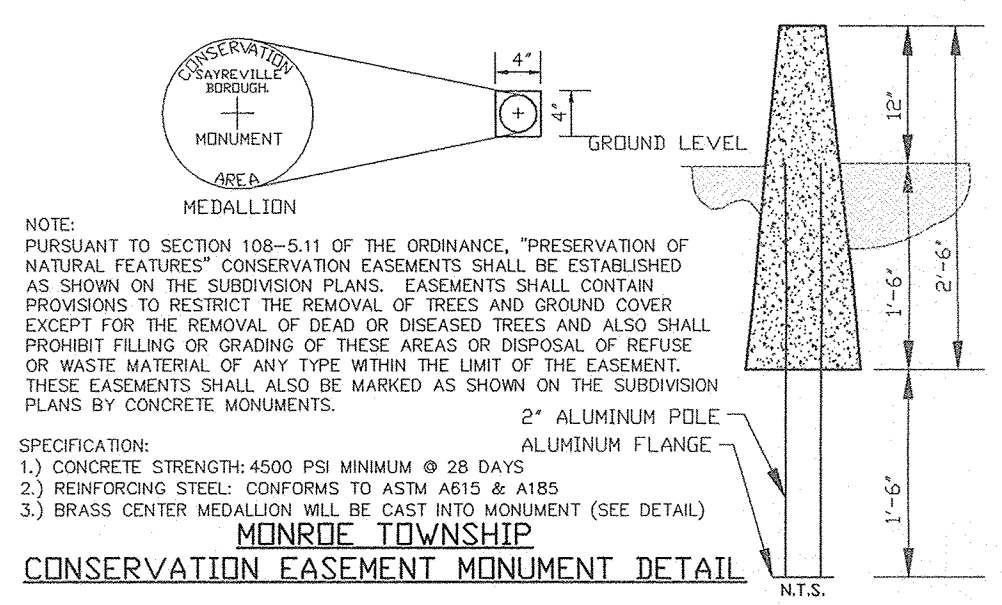 CONSERVATION
SAYREVILLE
BOROUGH.
MONUMENT
AREA
MEDALLION
4"
4"
GROUND LEVEL
12"
1'-6"
2'-6"
1'-6"
NOTE:
PURSUANT TO SECTION 108-5.11 OF THE ORDINANCE, "PRESERVATION OF
NATURAL FEATURES" CONSERVATION EASEMENTS SHALL BE ESTABLISHED
AS SHOWN ON THE SUBDIVISION PLANS. EASEMENTS SHALL CONTAIN
PROVISIONS TO RESTRICT THE REMOVAL OF TREES AND GROUND COVER
EXCEPT FOR THE REMOVAL OF DEAD OR DISEASED TREES AND ALSO SHALL
PROHIBIT FILLING OR GRADING OF THESE AREAS OR DISPOSAL OF REFUSE
OR WASTE MATERIAL OF ANY TYPE WITHIN THE LIMIT OF THE EASEMENT.
THESE EASEMENTS SHALL ALSO BE MARKED AS SHOWN ON THE SUBDIVISION
PLANS BY CONCRETE MONUMENTS.
2" ALUMINUM POLE
ALUMINUM FLANGE
SPECIFICATION:
1.) CONCRETE STRENGTH: 4500 PSI MINIMUM @ 28 DAYS
2.) REINFORCING STEEL: CONFORMS TO ASTM A615 & A185
3.) BRASS CENTER MEDALLION WILL BE CAST INTO MONUMENT (SEE DETAIL)
MONROE TOWNSHIP
CONSERVATION EASEMENT MONUMENT DETAIL
N.T.S.